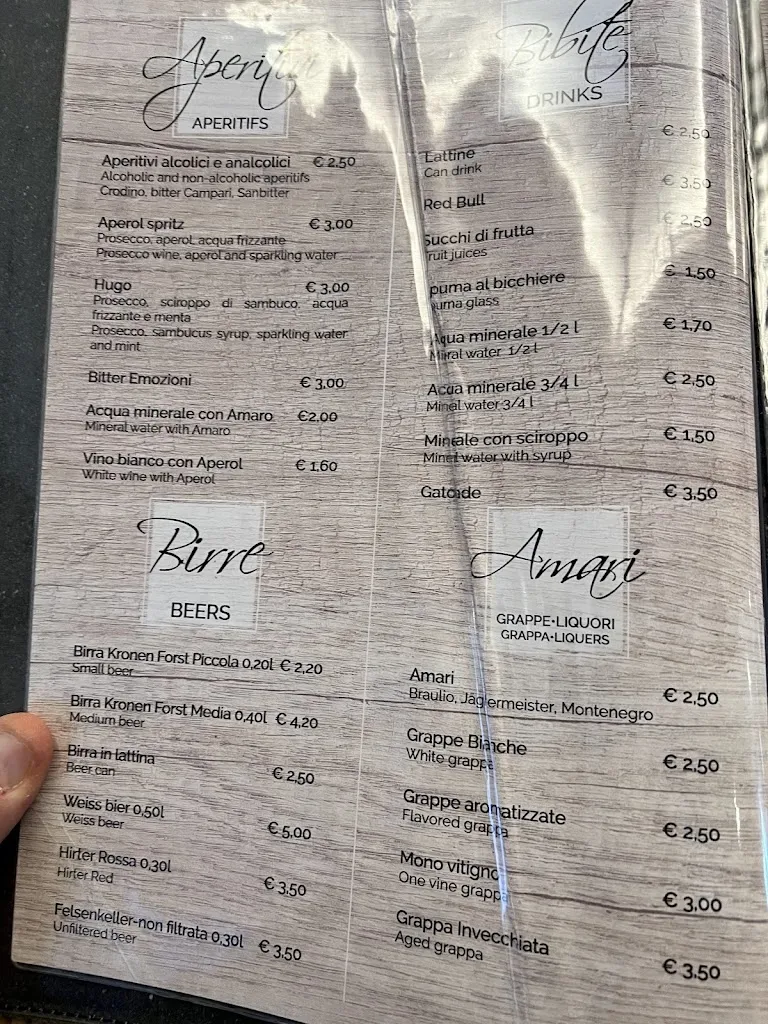 Aperitivi
APERITIFS
Aperitivi alcolici e analcolici € 2,50
Alcoholic and non-alcoholic aperitifs
Crodino, bitter Campari, Sanbitter
Aperol spritz € 3,00
Prosecco, aperol, acqua frizzante
Prosecco wine, aperol and sparkling water
Hugo € 3,00
Prosecco, sciroppo di sambuco, acqua
frizzante e menta
Prosecco, sambucus syrup, sparkling water
and mint
Bitter Emozioni € 3,00
Acqua minerale con Amaro €2,00
Mineral water with Amaro
Vino bianco con Aperol € 1,60
White wine with Aperol
Birre
BEERS
Birra Kronen Forst Piccola 0,20l € 2,20
Small beer
Birra Kronen Forst Media 0,40l € 4,20
Medium beer
Birra in lattina € 2,50
Beer can
Weiss bier 0,50l € 5,00
Weiss beer
Hirter Rossa 0,30l € 3,50
Hirter Red
Felsenkeller-non filtrata 0,30l € 3,50
Unfiltered beer
Bibite
DRINKS
Lattine € 2,50
Can drink
Red Bull € 3,50
Succhi di frutta € 2,50
Fruit juices
puma al bicchiere € 1,50
puma glass
Acqua minerale 1/2 l € 1,70
water 1/2 l
Acqua minerale 3/4 l € 2,50
water 3/4 l
con sciroppo € 1,50
water with syrup
€ 3,50
Amari
GRAPPE•LIQUORI
GRAPPA•LIQUERS
Amari € 2,50
Braulio, Jägermeister, Montenegro
Grappe Bianche € 2,50
White grappa
Grappe aromatizzate € 2,50
Flavored grappa
Mono vitigno € 3,00
One vine grappa
Grappa Invecchiata € 3,50
Aged grappa